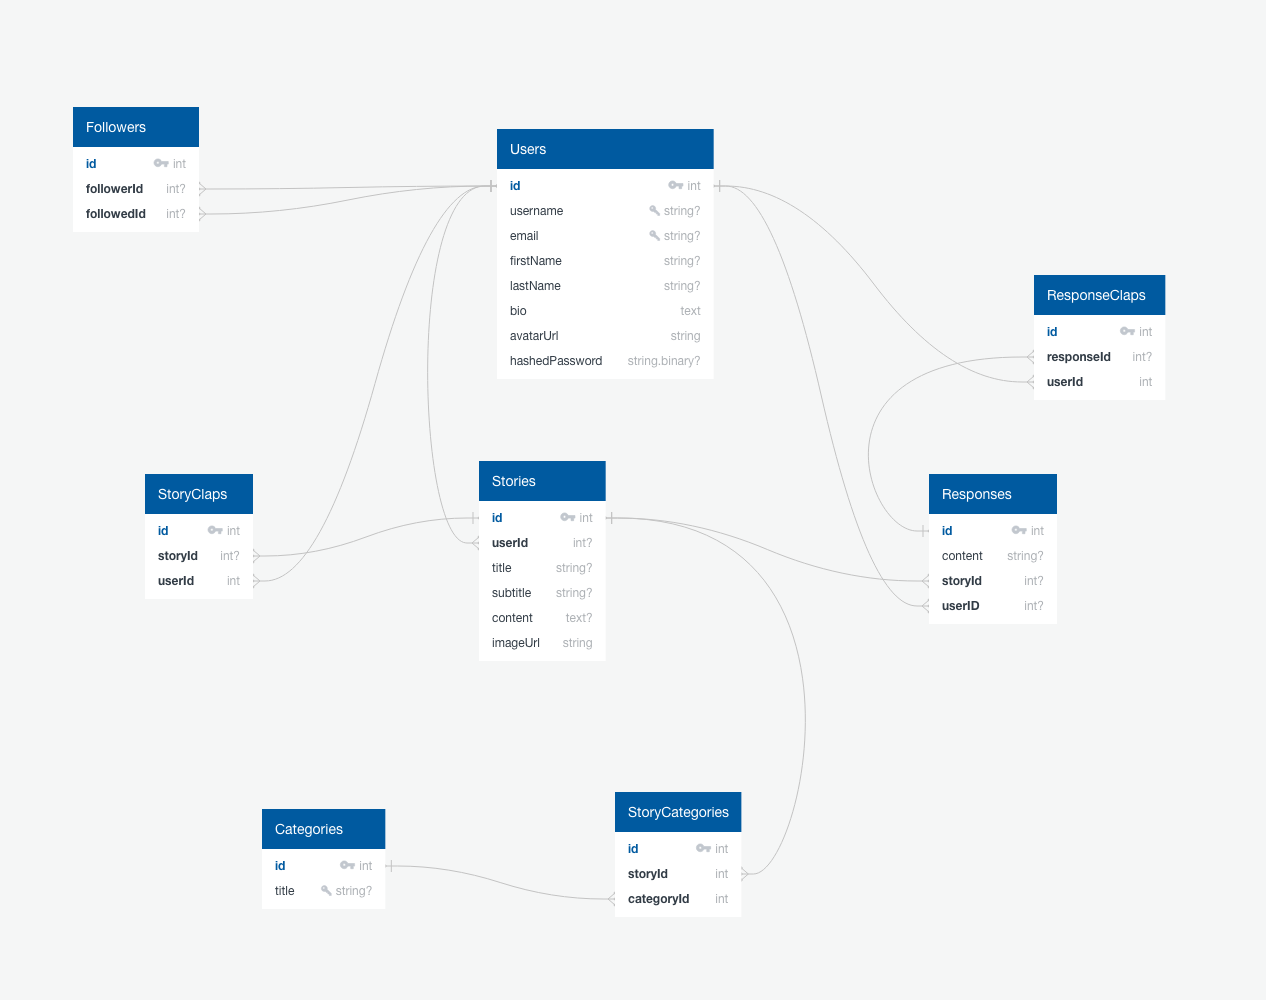 Followers
id int
followerId int?
followedId int?
Users
id int
username string?
email string?
firstName string?
lastName string?
bio text
avatarUrl string
hashedPassword string.binary?
ResponseClaps
id int
responseId int?
userId int
StoryClaps
id int
storyId int?
userId int
Stories
id int
userId int?
title string?
subtitle string?
content text?
imageUrl string
Responses
id int
content string?
storyId int?
userID int?
Categories
id int
title string?
StoryCategories
id int
storyId int
categoryId int